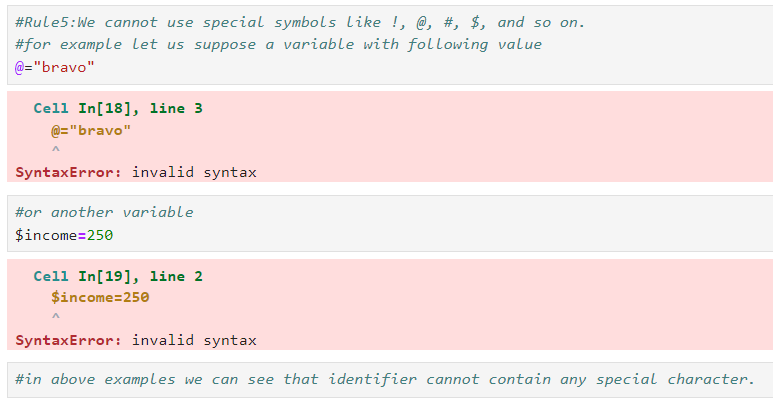 #Rule5:We cannot use special symbols like !, @, #, $, and so on.
#for example let us suppose a variable with following value
@="bravo"
Cell In[18], line 3
@="bravo"
^
SyntaxError: invalid syntax
#or another variable
$income=250
Cell In[19], line 2
$income=250
^
SyntaxError: invalid syntax
#in above examples we can see that identifier cannot contain any special character.